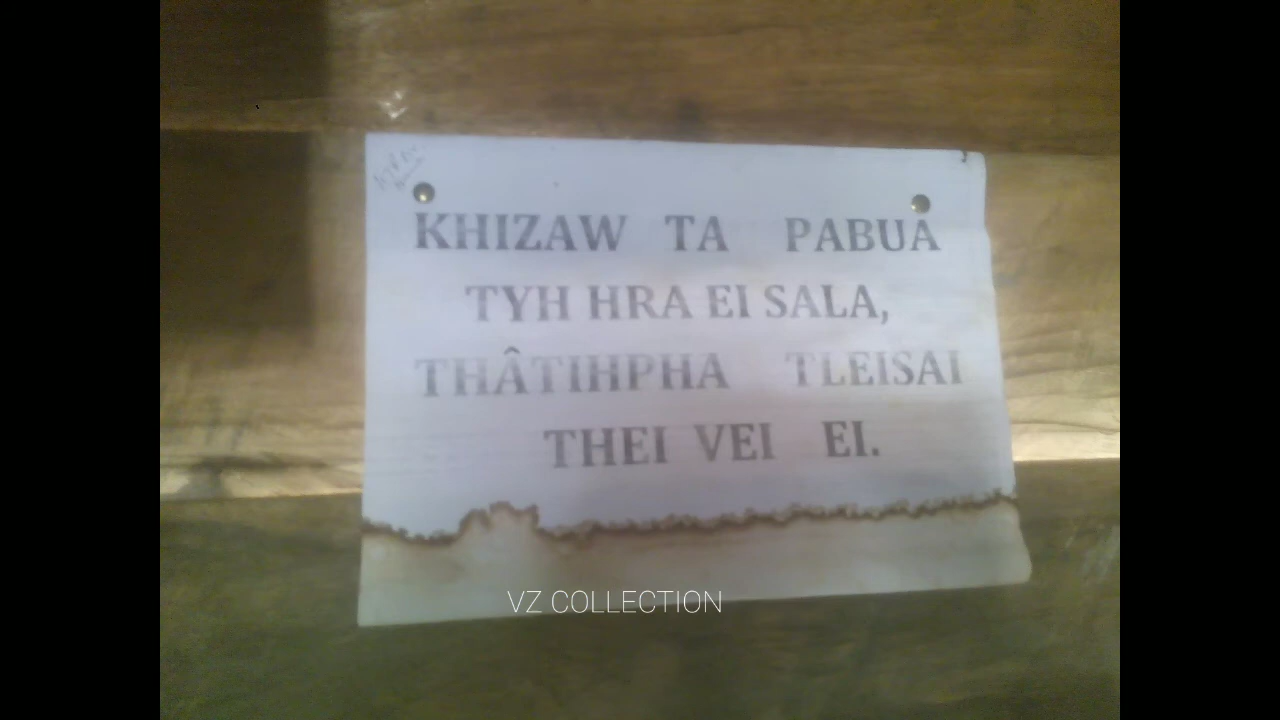 KHIZAW TA PABUA
TYH HRA EI SALA,
THÂTIHPHA TLEISAI
THEI VEI EI.
VZ COLLECTION